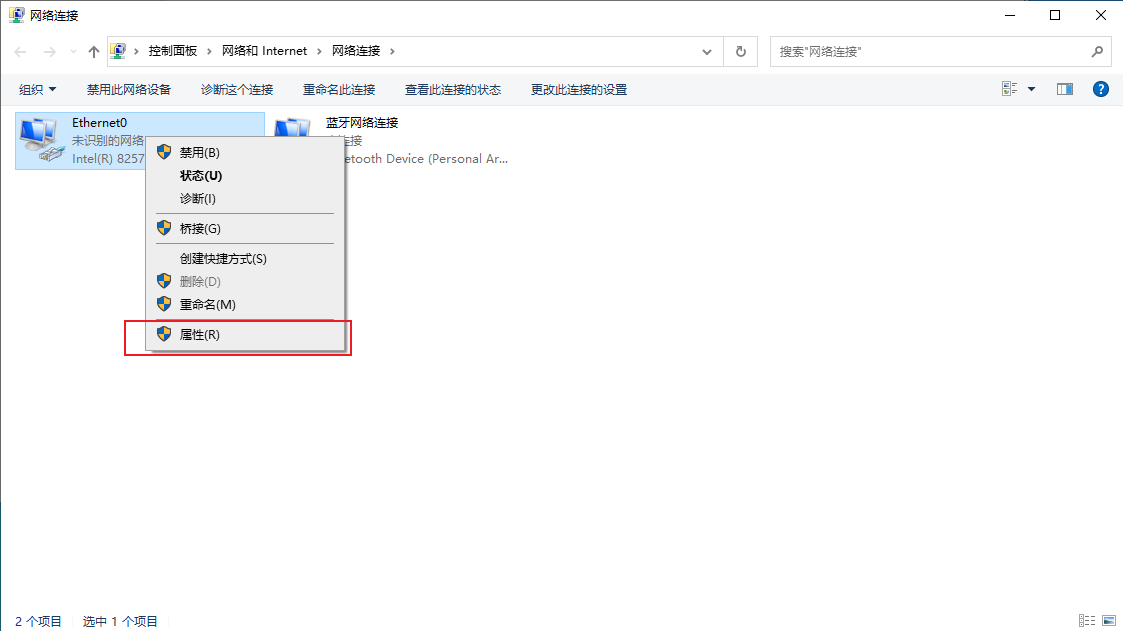 网络连接
控制面板 网络和 Internet 网络连接
搜索"网络连接"
组织 禁用此网络设备 诊断这个连接 重命名此连接 查看此连接的状态 更改此连接的设置
Ethernet0
未识别的网络
Intel(R) 8257
蓝牙网络连接
连接
etooth Device (Personal Ar...
禁用(B)
状态(U)
诊断(I)
桥接(G)
创建快捷方式(S)
删除(D)
重命名(M)
属性(R)
2 个项目 选中 1 个项目